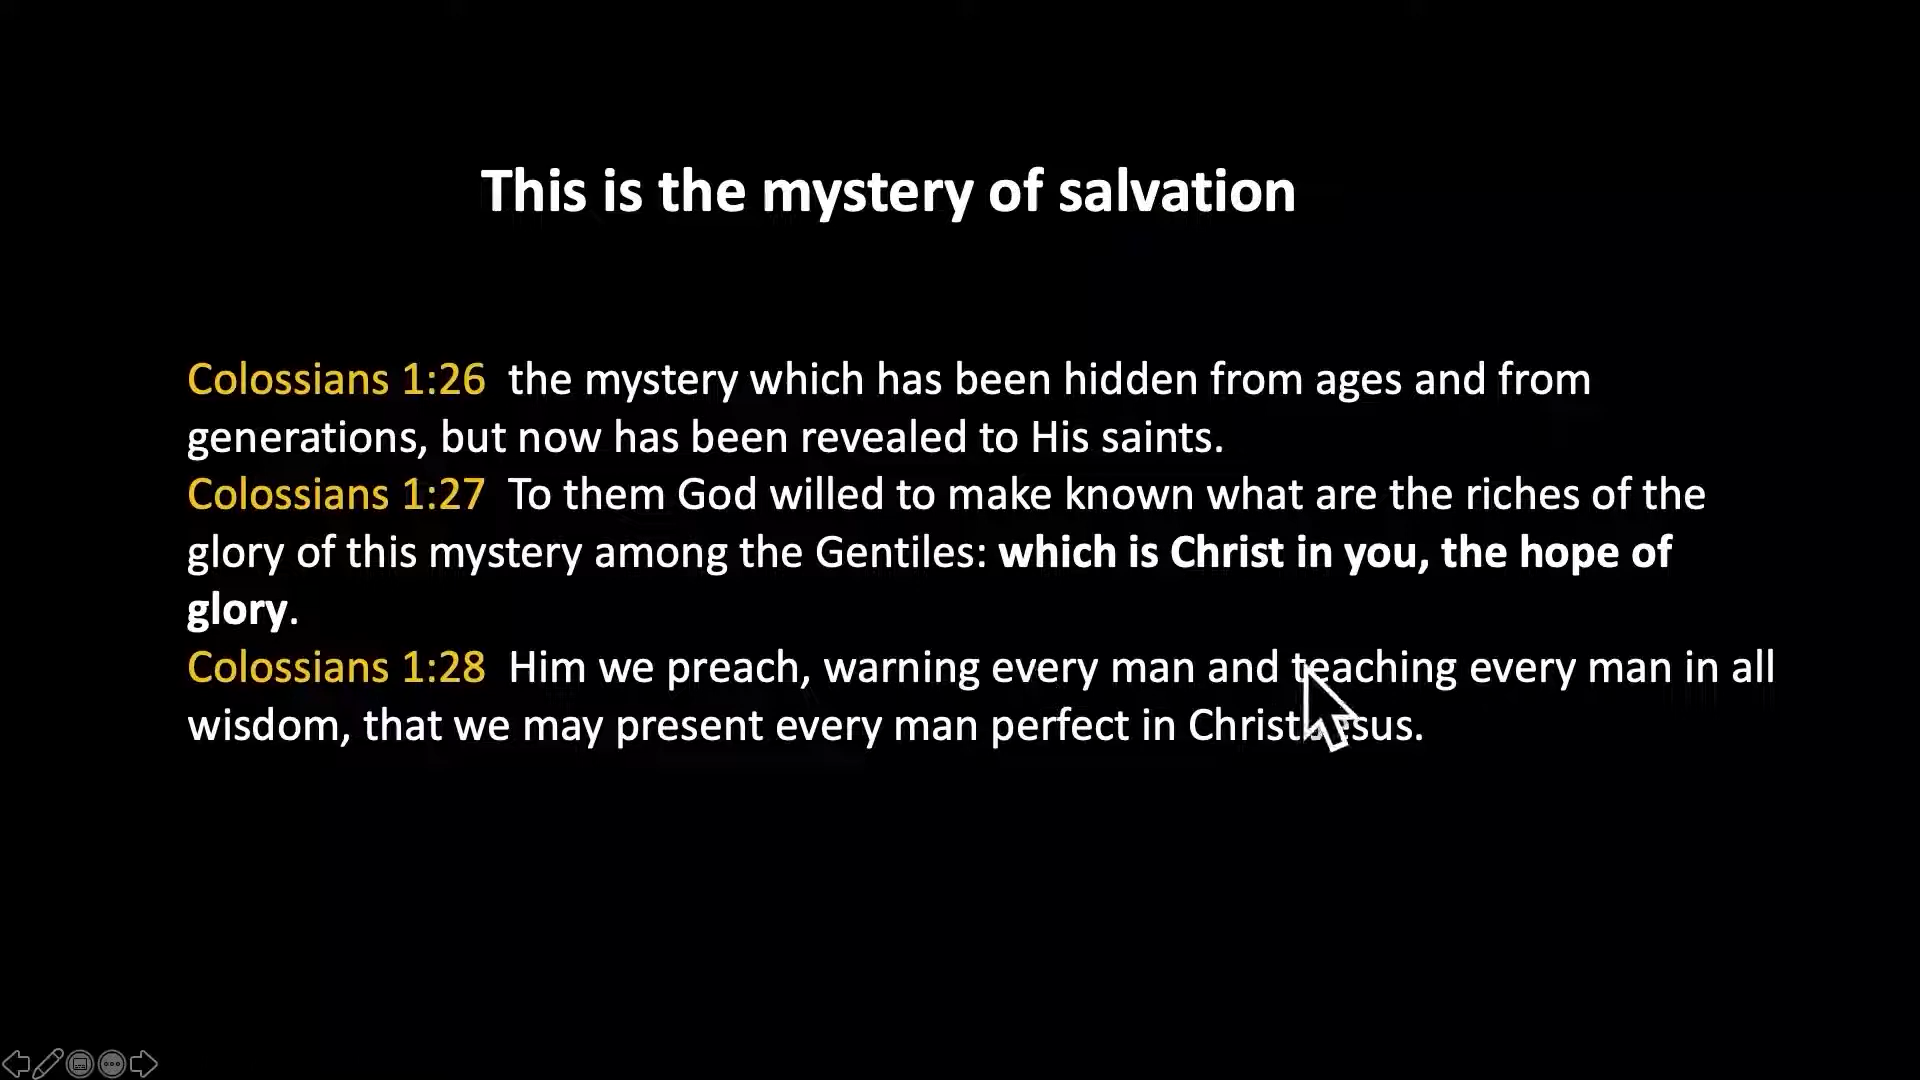 This is the mystery of salvation
Colossians 1:26 the mystery which has been hidden from ages and from
generations, but now has been revealed to His saints.
Colossians 1:27 To them God willed to make known what are the riches of the
glory of this mystery among the Gentiles: which is Christ in you, the hope of
glory.
Colossians 1:28 Him we preach, warning every man and teaching every man in all
wisdom, that we may present every man perfect in Christ Jesus.